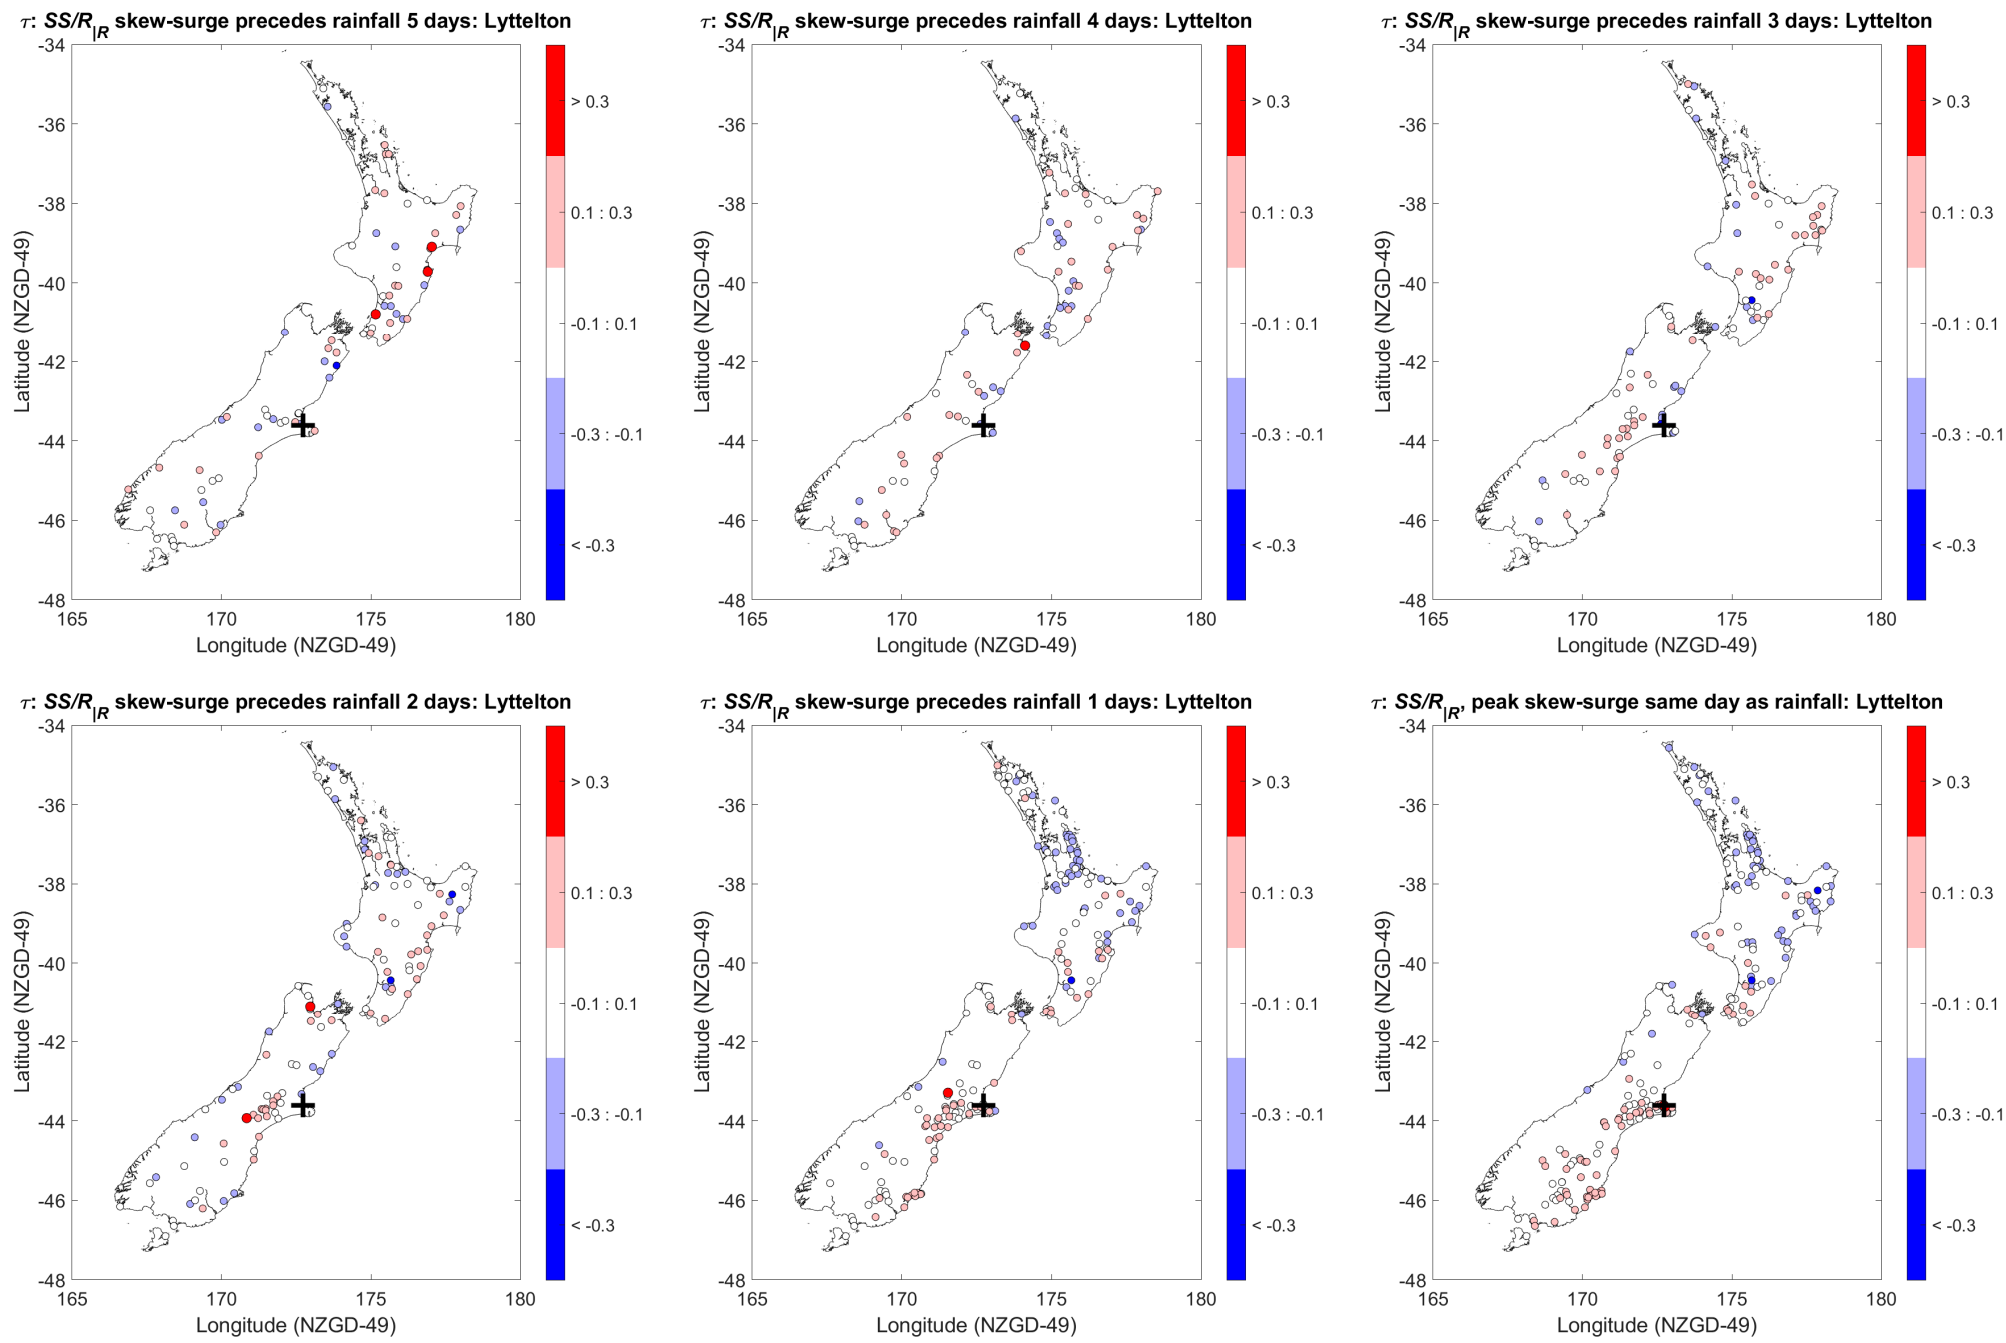 τ: SS/R|R skew-surge precedes rainfall 5 days: Lyttelton
-34
-36
-38
-40
-42
-44
-46
-48
165
170
175
180
Latitude (NZGD-49)
Longitude (NZGD-49)
> 0.3
0.1 : 0.3
-0.1 : 0.1
-0.3 : -0.1
< -0.3
τ: SS/R|R skew-surge precedes rainfall 4 days: Lyttelton
-34
-36
-38
-40
-42
-44
-46
-48
165
170
175
180
Latitude (NZGD-49)
Longitude (NZGD-49)
> 0.3
0.1 : 0.3
-0.1 : 0.1
-0.3 : -0.1
< -0.3
τ: SS/R|R skew-surge precedes rainfall 3 days: Lyttelton
-34
-36
-38
-40
-42
-44
-46
-48
165
170
175
180
Latitude (NZGD-49)
Longitude (NZGD-49)
> 0.3
0.1 : 0.3
-0.1 : 0.1
-0.3 : -0.1
< -0.3
τ: SS/R|R skew-surge precedes rainfall 2 days: Lyttelton
-34
-36
-38
-40
-42
-44
-46
-48
165
170
175
180
Latitude (NZGD-49)
Longitude (NZGD-49)
> 0.3
0.1 : 0.3
-0.1 : 0.1
-0.3 : -0.1
< -0.3
τ: SS/R|R skew-surge precedes rainfall 1 days: Lyttelton
-34
-36
-38
-40
-42
-44
-46
-48
165
170
175
180
Latitude (NZGD-49)
Longitude (NZGD-49)
> 0.3
0.1 : 0.3
-0.1 : 0.1
-0.3 : -0.1
< -0.3
τ: SS/R|R, peak skew-surge same day as rainfall: Lyttelton
-34
-36
-38
-40
-42
-44
-46
-48
165
170
175
180
Latitude (NZGD-49)
Longitude (NZGD-49)
> 0.3
0.1 : 0.3
-0.1 : 0.1
-0.3 : -0.1
< -0.3